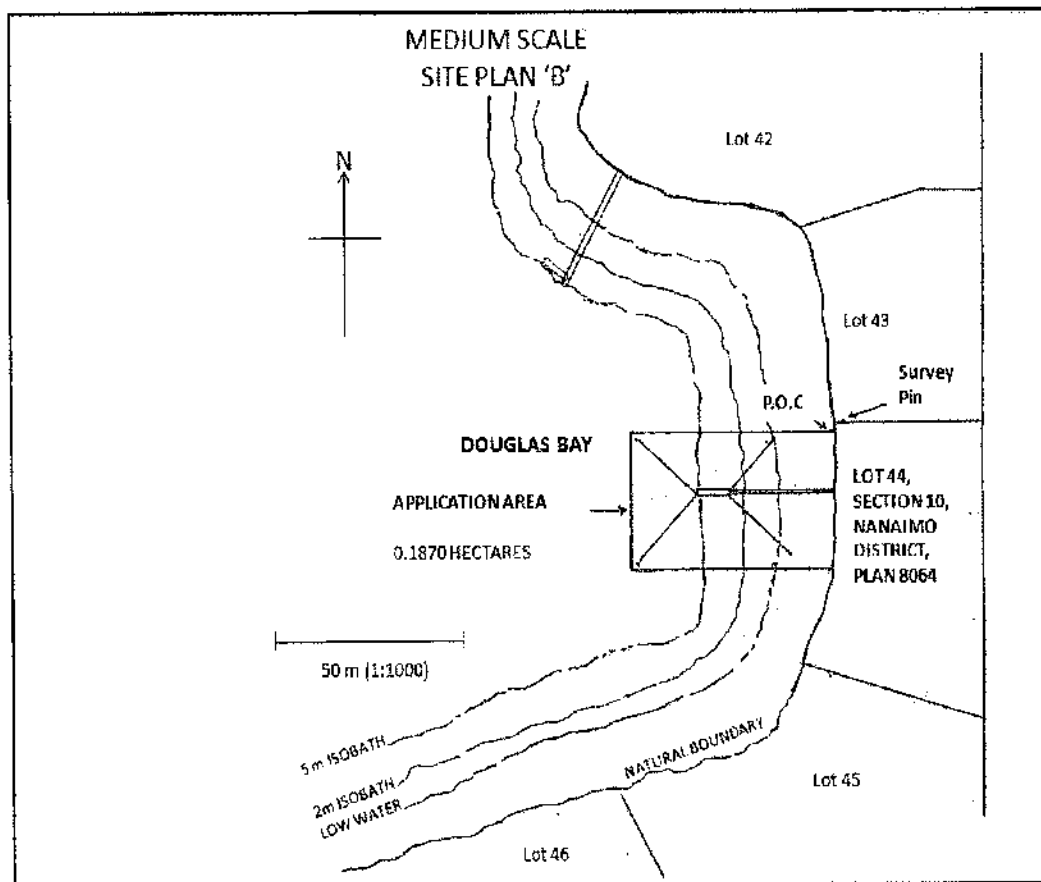 MEDIUM SCALE
SITE PLAN 'B'
Lot 42
N
Lot 43
Survey
Pin
P.O.C
DOUGLAS BAY
APPLICATION AREA
0.1870 HECTARES
LOT 44,
SECTION 10,
NANAIMO
DISTRICT,
PLAN 8064
50 m (1:1000)
5 m ISOBATH
2m ISOBATH
LOW WATER
NATURAL BOUNDARY
Lot 45
Lot 46